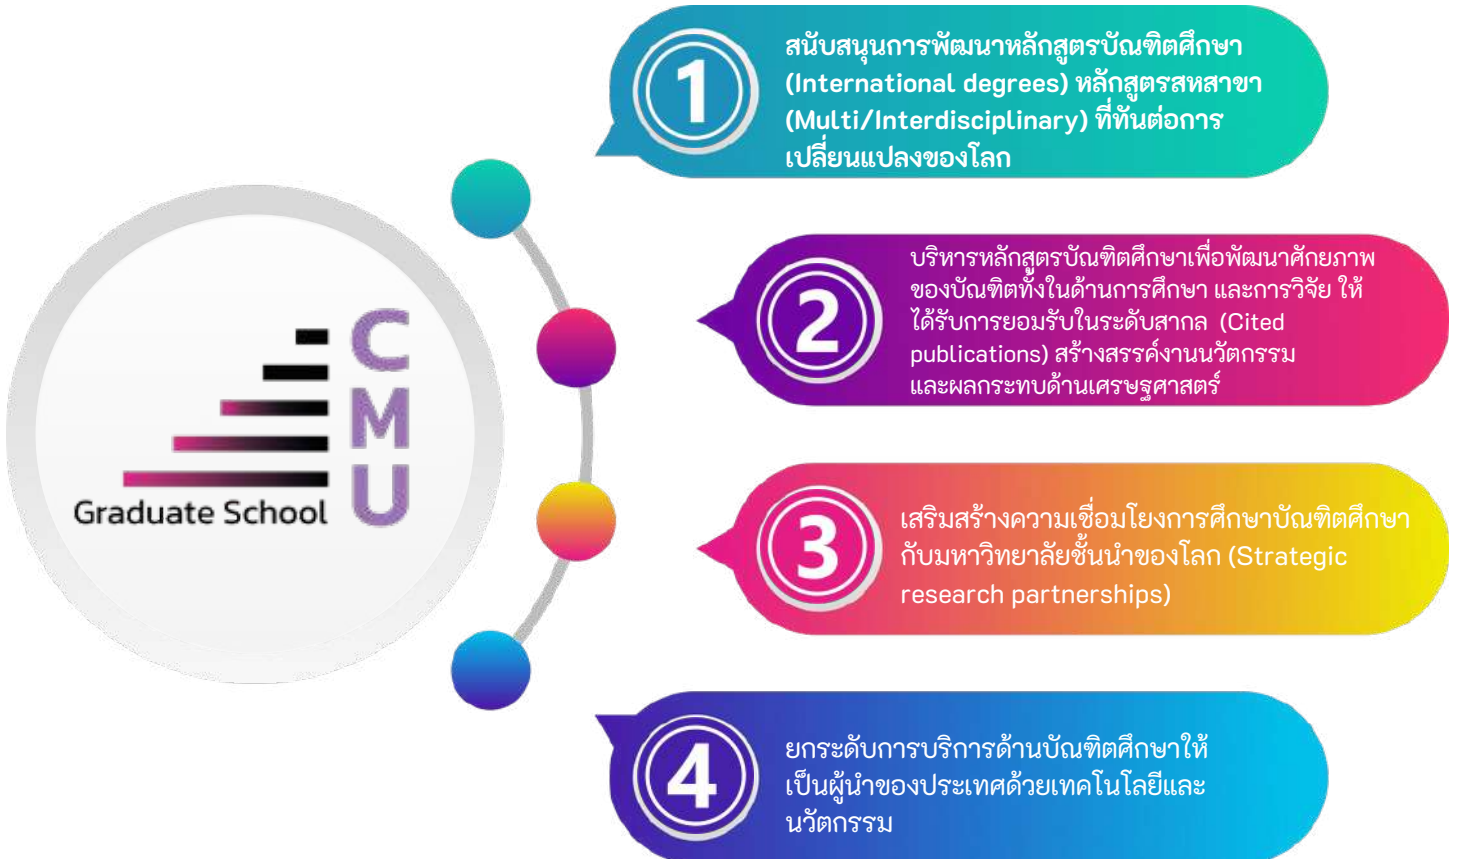 C
M
U
Graduate School
1
สนับสนุนการพัฒนาหลักสูตรบัณฑิตศึกษา
(International degrees) หลักสูตรสหสาขา
(Multi/Interdisciplinary) ที่ทันต่อการ
เปลี่ยนแปลงของโลก
2
บริหารหลักสูตรบัณฑิตศึกษาเพื่อพัฒนาศักยภาพ
ของบัณฑิตทั้งในด้านการศึกษา และการวิจัย ให้
ได้รับการยอมรับในระดับสากล (Cited
publications) สร้างสรรค์งานนวัตกรรม
และผลกระทบด้านเศรษฐศาสตร์
3
เสริมสร้างความเชื่อมโยงการศึกษาบัณฑิตศึกษา
กับมหาวิทยาลัยชั้นนำของโลก (Strategic
research partnerships)
4
ยกระดับการบริการด้านบัณฑิตศึกษาให้
เป็นผู้นำของประเทศด้วยเทคโนโลยีและ
นวัตกรรม